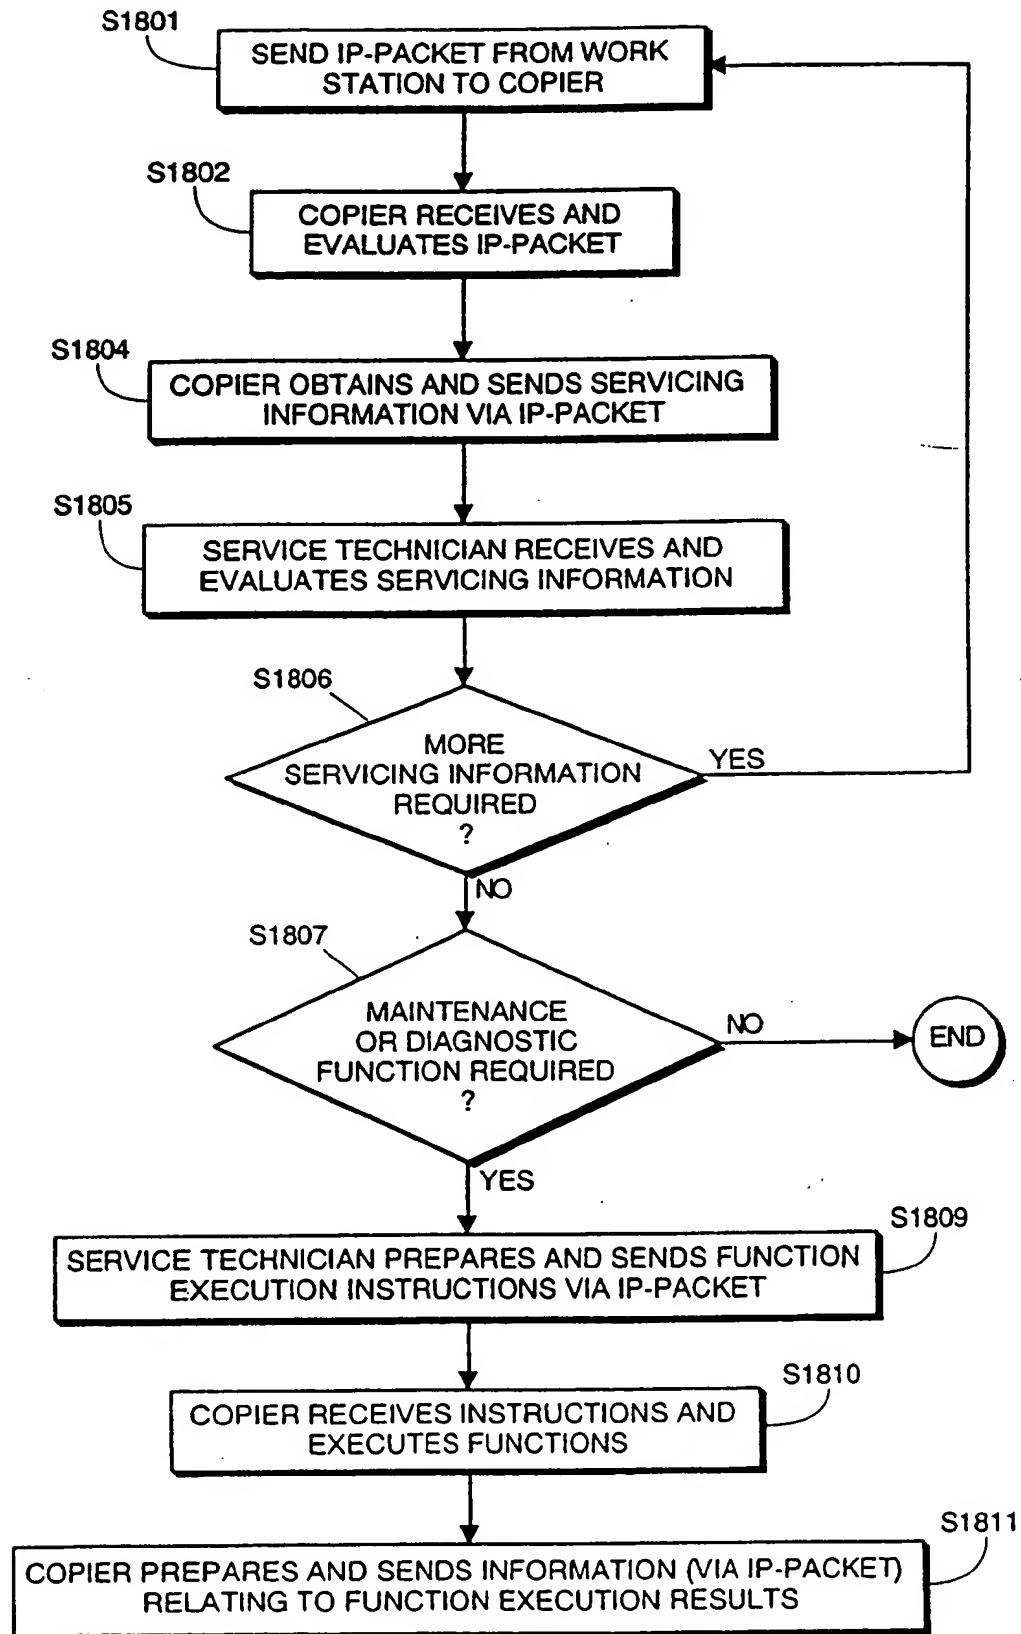 S1801
SEND IP-PACKET FROM WORK
STATION TO COPIER
S1802
COPIER RECEIVES AND
EVALUATES IP-PACKET
S1804
COPIER OBTAINS AND SENDS SERVICING
INFORMATION VIA IP-PACKET
S1805
SERVICE TECHNICIAN RECEIVES AND
EVALUATES SERVICING INFORMATION
S1806
MORE
SERVICING INFORMATION
REQUIRED
?
YES
NO
S1807
MAINTENANCE
OR DIAGNOSTIC
FUNCTION REQUIRED
?
NO
END
YES
S1809
SERVICE TECHNICIAN PREPARES AND SENDS FUNCTION
EXECUTION INSTRUCTIONS VIA IP-PACKET
S1810
COPIER RECEIVES INSTRUCTIONS AND
EXECUTES FUNCTIONS
S1811
COPIER PREPARES AND SENDS INFORMATION (VIA IP-PACKET)
RELATING TO FUNCTION EXECUTION RESULTS